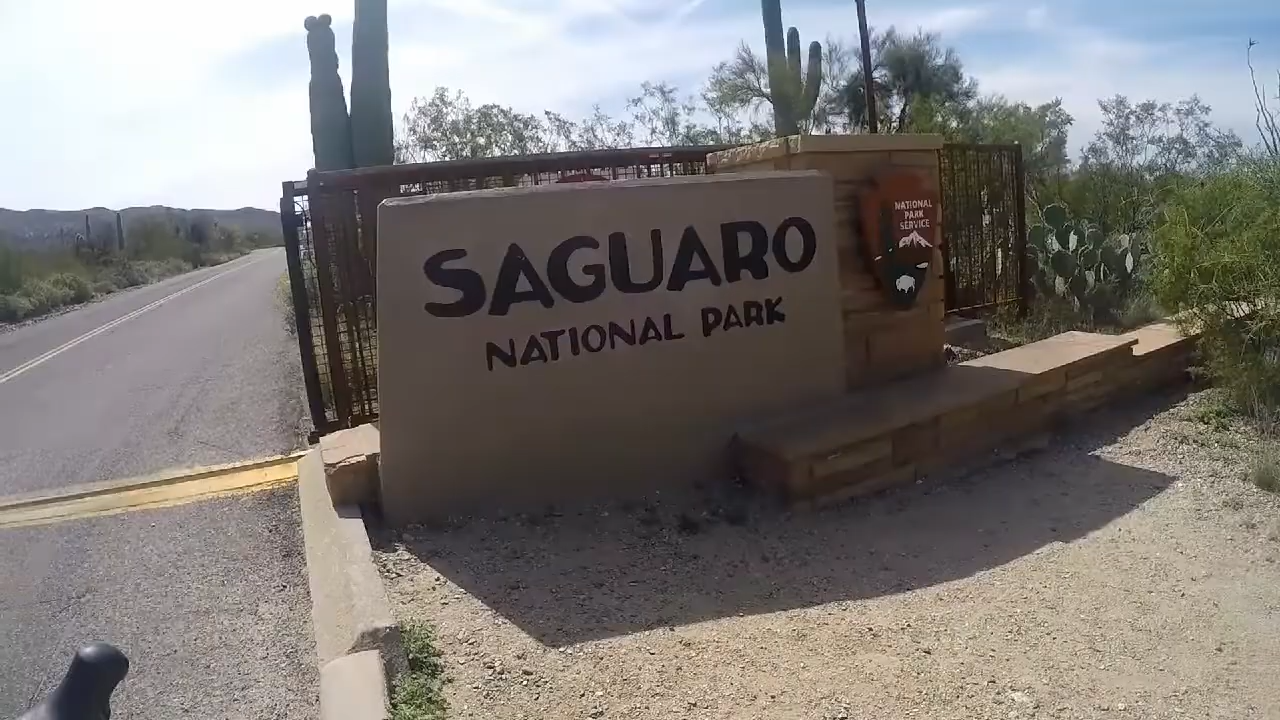 SAGUARO
NATIONAL PARK
NATIONAL
PARK
SERVICE